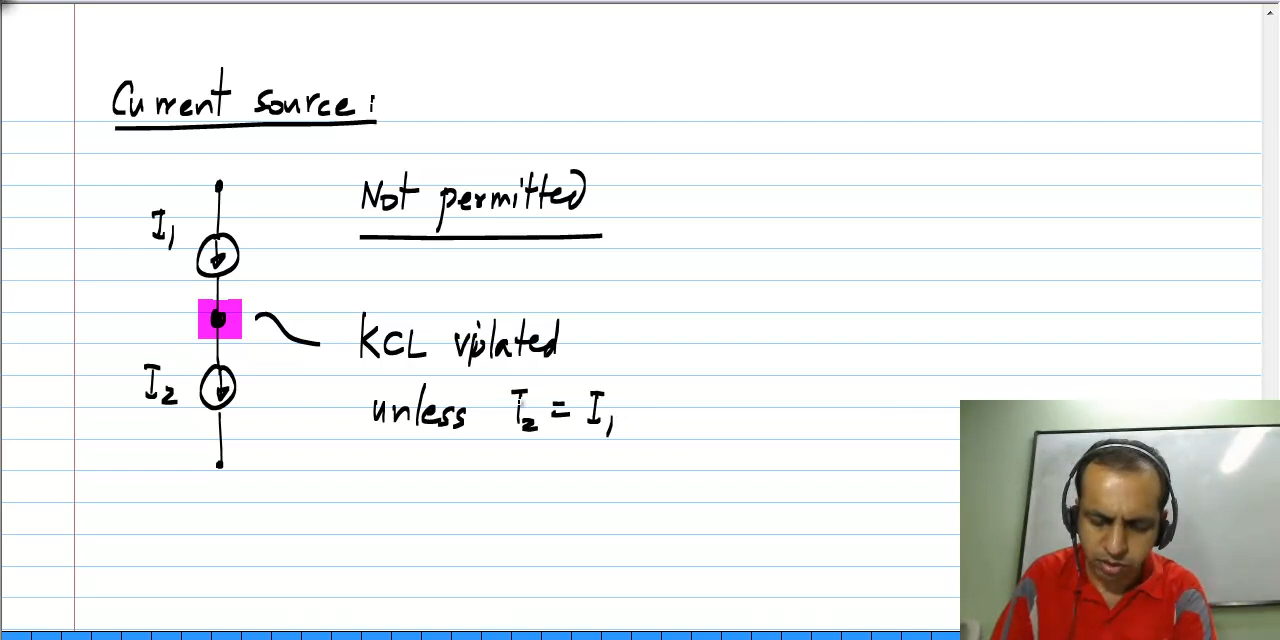 Current source:
Not permitted
I1
KCL violated
I2
unless I2 = I1